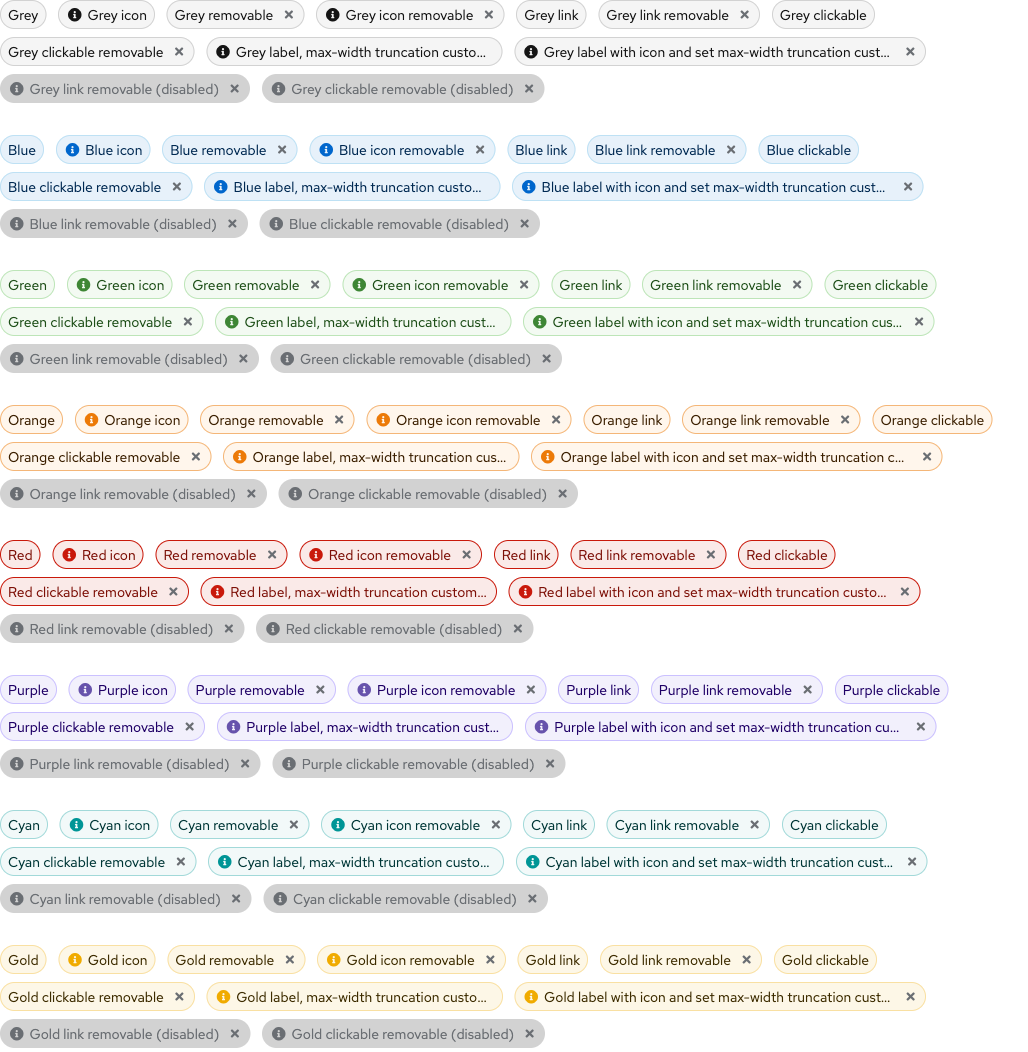 Grey Grey icon Grey removable Grey icon removable Grey link Grey link removable Grey clickable
Grey clickable removable Grey label, max-width truncation custo... Grey label with icon and set max-width truncation cust...
Grey link removable (disabled) Grey clickable removable (disabled)
Blue Blue icon Blue removable Blue icon removable Blue link Blue link removable Blue clickable
Blue clickable removable Blue label, max-width truncation custo... Blue label with icon and set max-width truncation cust...
Blue link removable (disabled) Blue clickable removable (disabled)
Green Green icon Green removable Green icon removable Green link Green link removable Green clickable
Green clickable removable Green label, max-width truncation cust... Green label with icon and set max-width truncation cus...
Green link removable (disabled) Green clickable removable (disabled)
Orange Orange icon Orange removable Orange icon removable Orange link Orange link removable Orange clickable
Orange clickable removable Orange label, max-width truncation cus... Orange label with icon and set max-width truncation c...
Orange link removable (disabled) Orange clickable removable (disabled)
Red Red icon Red removable Red icon removable Red link Red link removable Red clickable
Red clickable removable Red label, max-width truncation custom... Red label with icon and set max-width truncation custo...
Red link removable (disabled) Red clickable removable (disabled)
Purple Purple icon Purple removable Purple icon removable Purple link Purple link removable Purple clickable
Purple clickable removable Purple label, max-width truncation cust... Purple label with icon and set max-width truncation cu...
Purple link removable (disabled) Purple clickable removable (disabled)
Cyan Cyan icon Cyan removable Cyan icon removable Cyan link Cyan link removable Cyan clickable
Cyan clickable removable Cyan label, max-width truncation custo... Cyan label with icon and set max-width truncation cust...
Cyan link removable (disabled) Cyan clickable removable (disabled)
Gold Gold icon Gold removable Gold icon removable Gold link Gold link removable Gold clickable
Gold clickable removable Gold label, max-width truncation custo... Gold label with icon and set max-width truncation cust...
Gold link removable (disabled) Gold clickable removable (disabled)